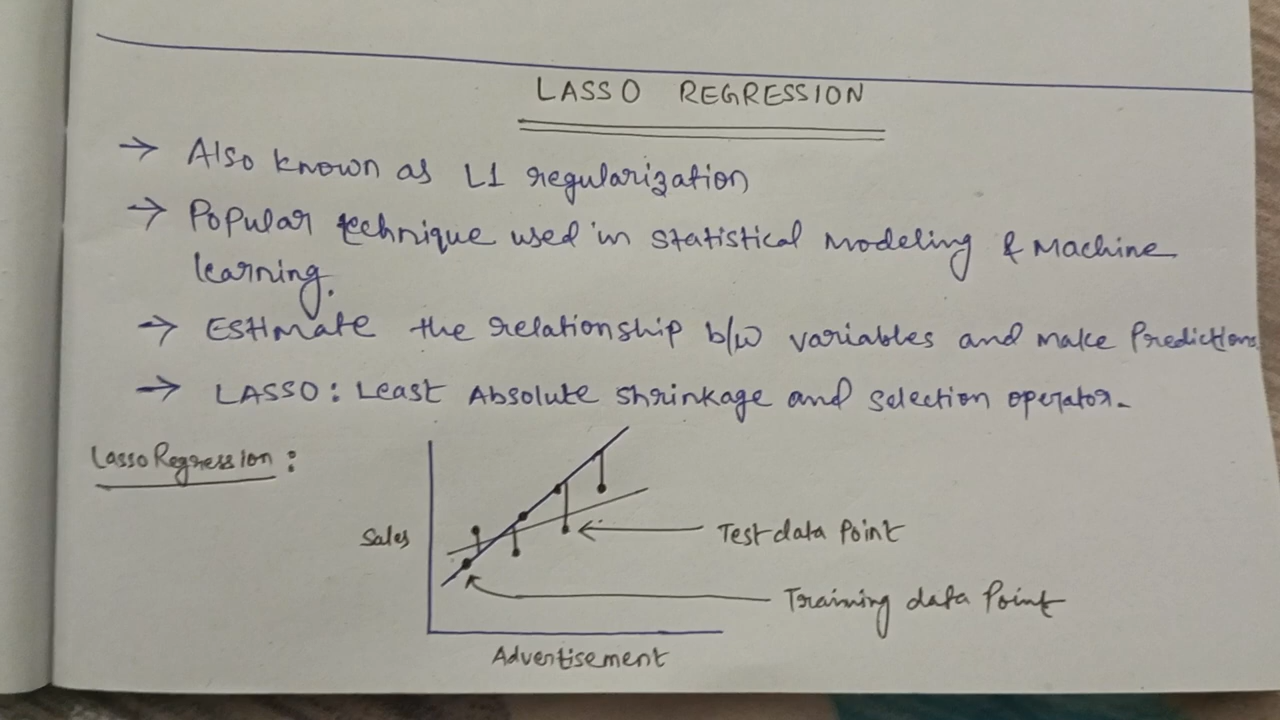 LASSO REGRESSION
→ Also known as L1 regularization
→ Popular technique used in statistical modeling & Machine
learning.
→ Estimate the relationship b/w variables and make Predictions
→ LASSO : Least Absolute shrinkage and selection operator.
Lasso Regression :
Sales
Test data Point
Training data Point
Advertisement